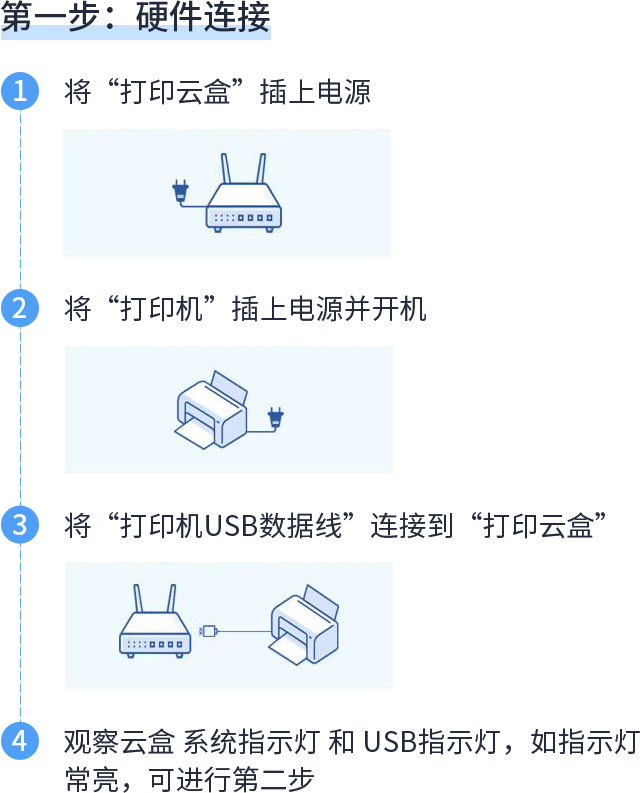 第一步：硬件连接
1 将“打印云盒”插上电源
2 将“打印机”插上电源并开机
3 将“打印机USB数据线”连接到“打印云盒”
4 观察云盒 系统指示灯 和 USB指示灯，如指示灯
常亮，可进行第二步